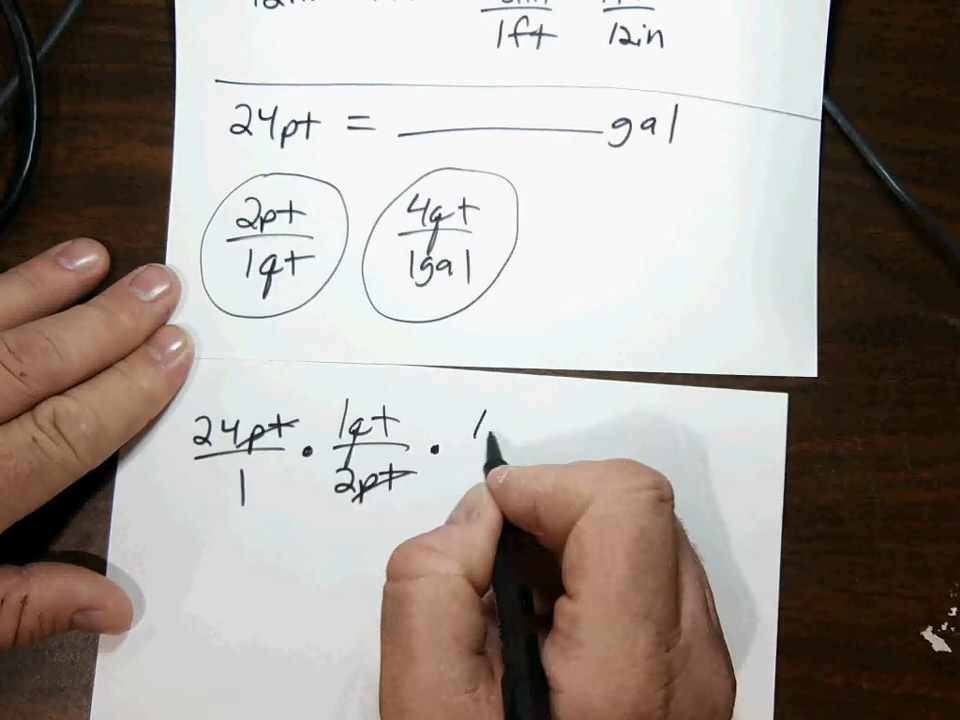 1ft 12in
24pt = ________ gal
2pt/1qt 4qt/1gal
24pt/1 · 1qt/2pt · 1